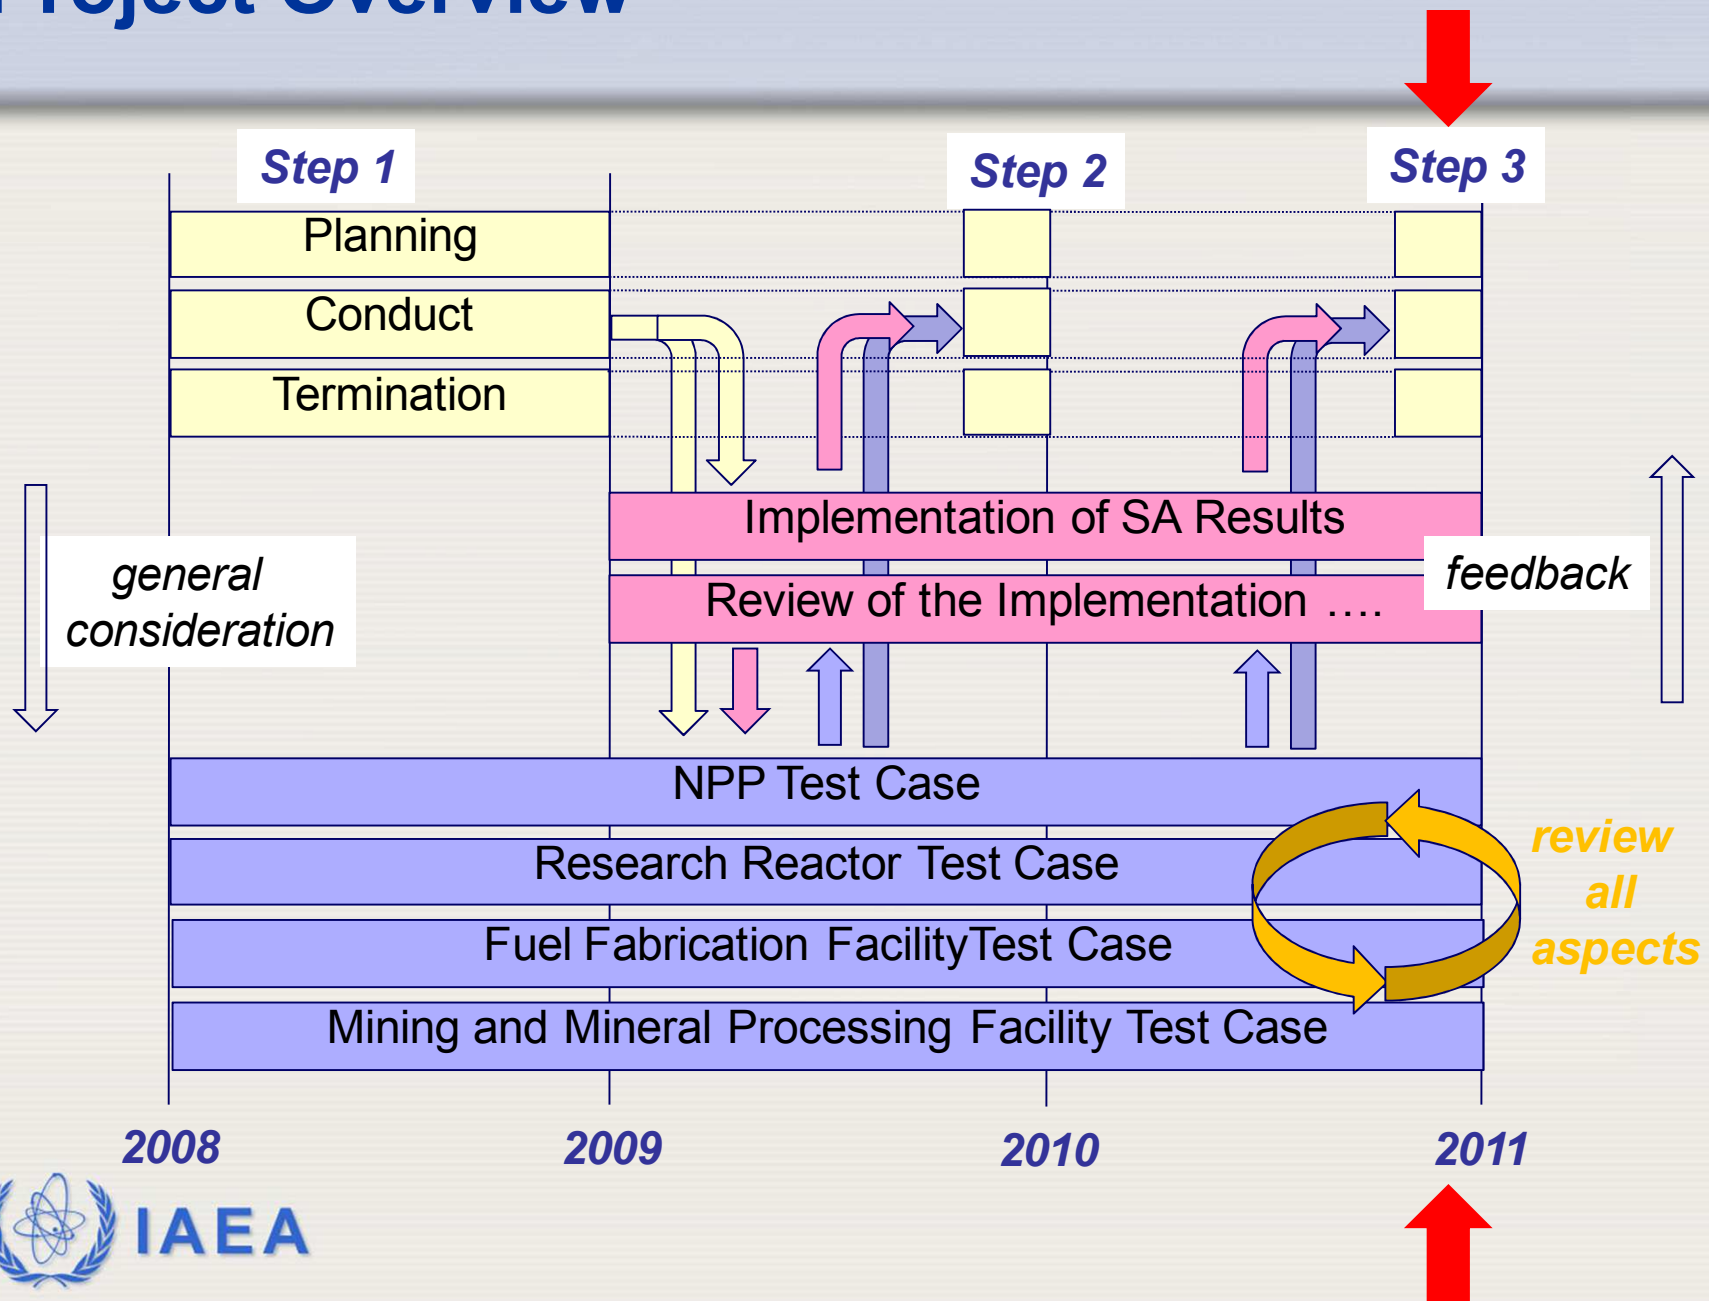 Project Overview
Step 1
Step 2
Step 3
Planning
Conduct
Termination
Implementation of SA Results
Review of the Implementation ….
general
consideration
feedback
NPP Test Case
Research Reactor Test Case
Fuel Fabrication FacilityTest Case
Mining and Mineral Processing Facility Test Case
review
all
aspects
2008
2009
2010
2011
IAEA